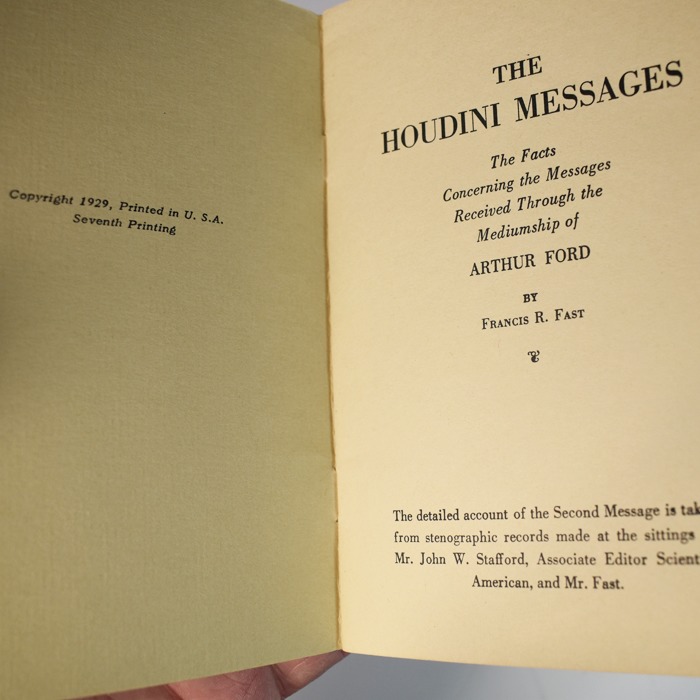 Copyright 1929, Printed in U. S.A.
Seventh Printing
THE
HOUDINI MESSAGES
The Facts
Concerning the Messages
Received Through the
Mediumship of
ARTHUR FORD
BY
FRANCIS R. FAST
The detailed account of the Second Message is tak
from stenographic records made at the sittings
Mr. John W. Stafford, Associate Editor Scient
American, and Mr. Fast.